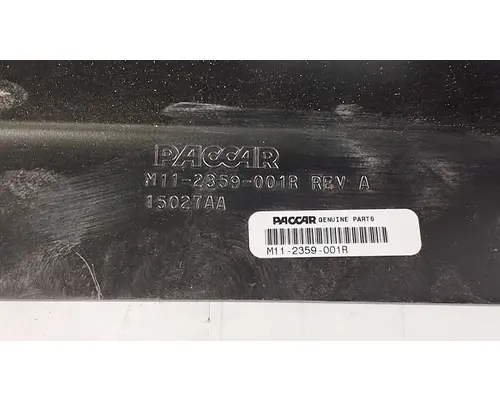 PACCAR
M11-2359-001R REV A
15027AA
PACCAR GENUINE PARTS
M11-2359-001R